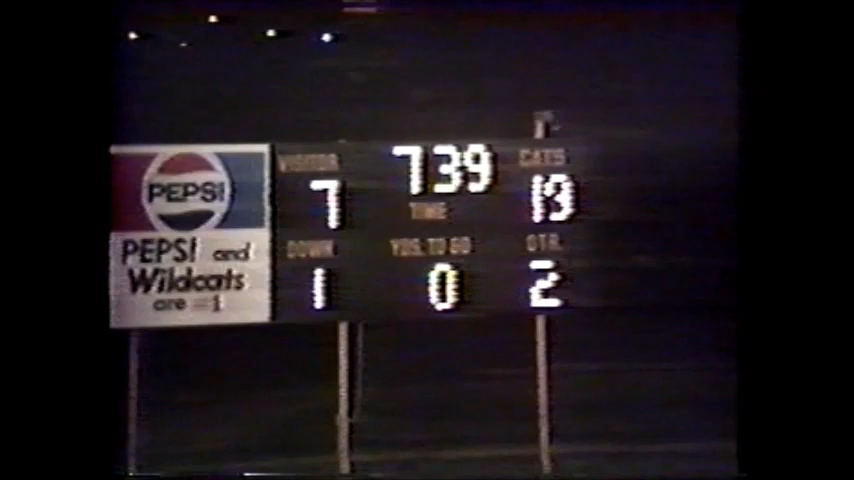 PEPSI
PEPSI and
Wildcats
are #1
VISITOR
7
739
TIME
CATS
13
DOWN
1
YDS. TO GO
0
QTR.
2